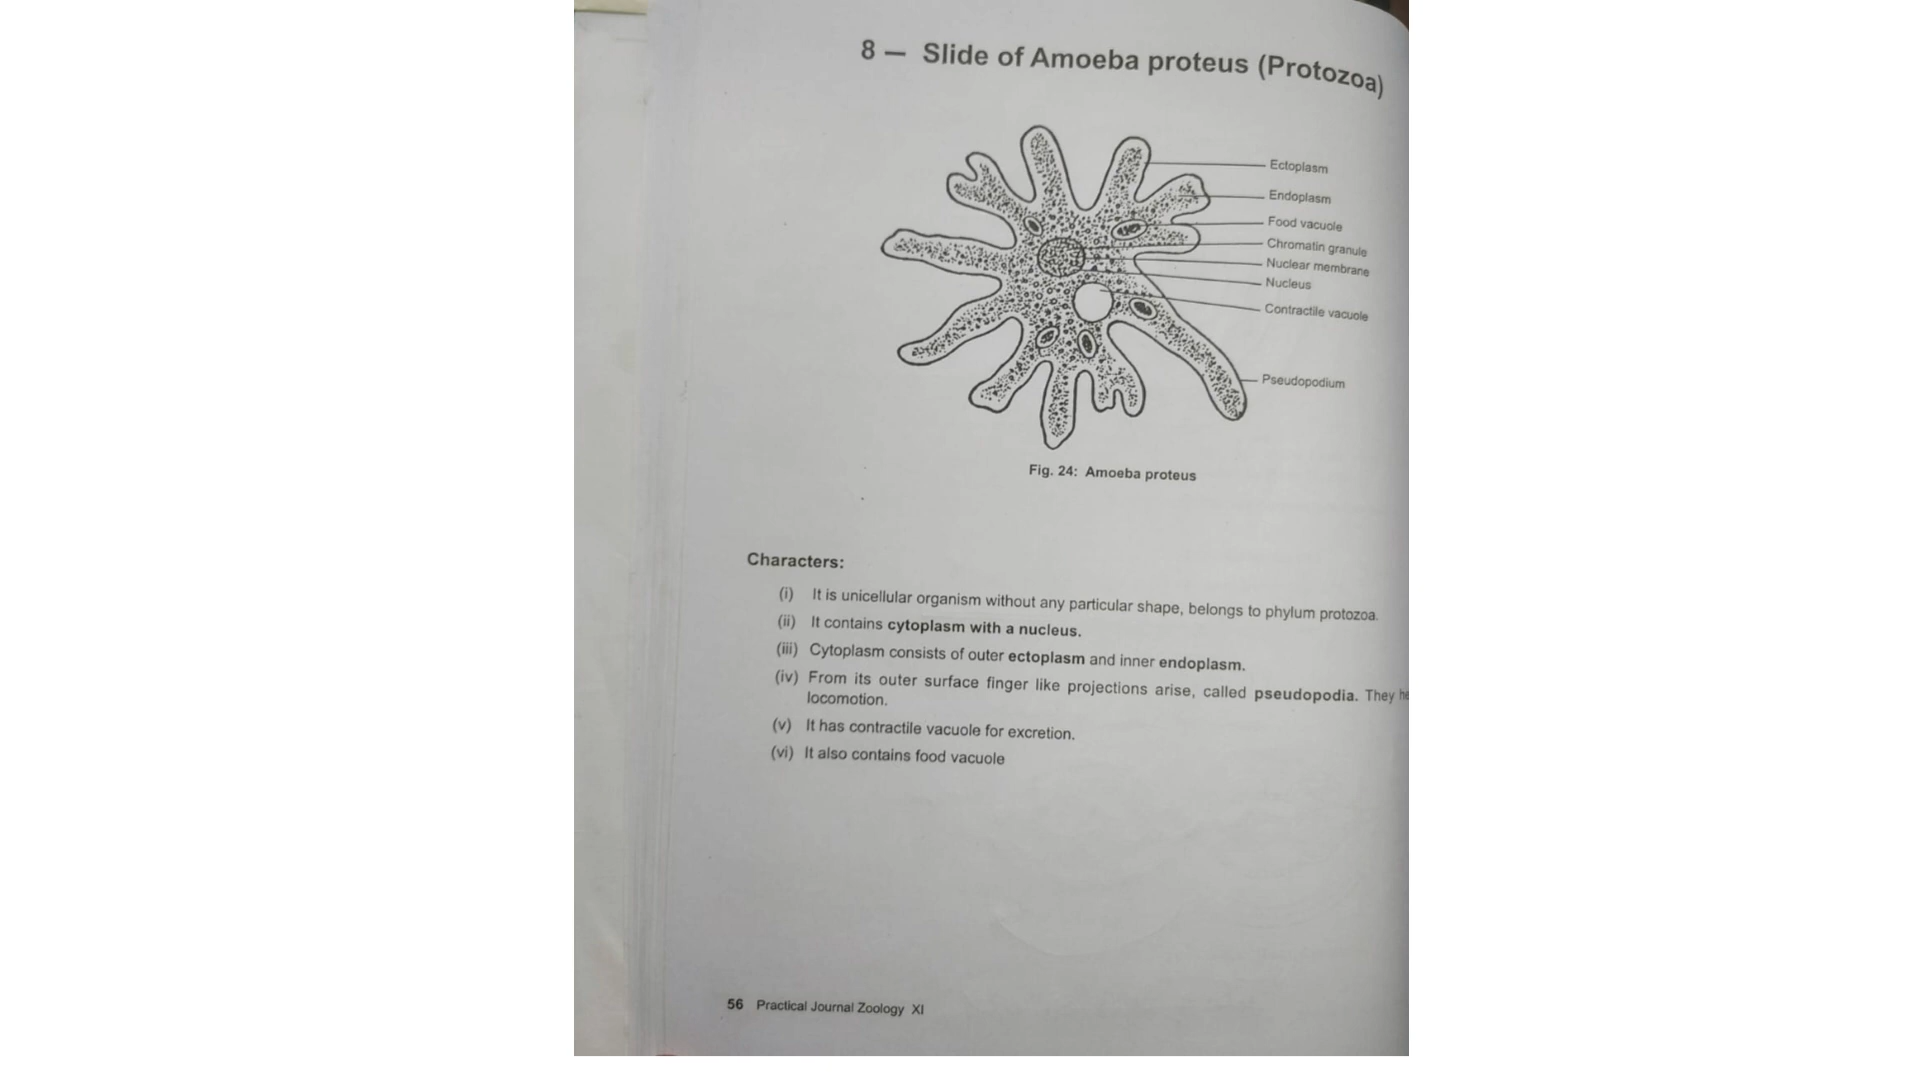 8 — Slide of Amoeba proteus (Protozoa)
Ectoplasm
Endoplasm
Food vacuole
Chromatin granule
Nuclear membrane
Nucleus
Contractile vacuole
Pseudopodium
Fig. 24: Amoeba proteus
Characters:
(i) It is unicellular organism without any particular shape, belongs to phylum protozoa.
(ii) It contains cytoplasm with a nucleus.
(iii) Cytoplasm consists of outer ectoplasm and inner endoplasm.
(iv) From its outer surface finger like projections arise, called pseudopodia. They
locomotion.
(v) It has contractile vacuole for excretion.
(vi) It also contains food vacuole
56 Practical Journal Zoology XI